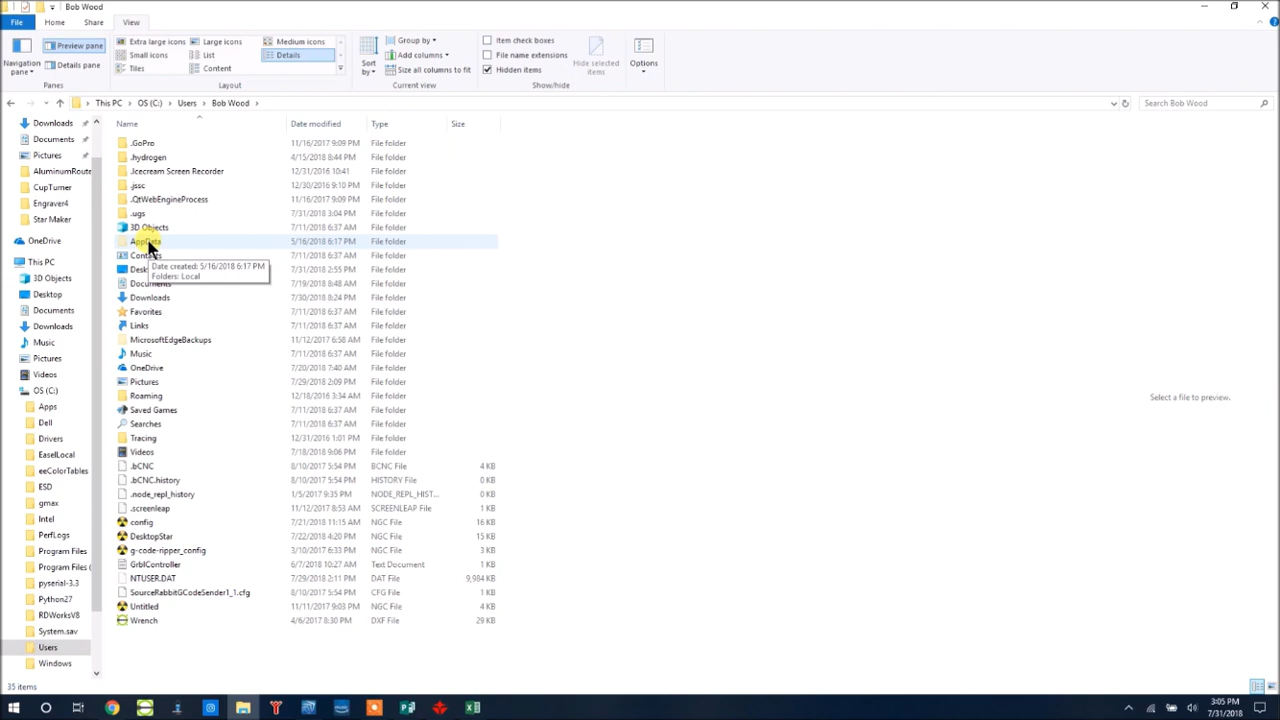 Bob Wood
File Home Share View
Navigation pane
Preview pane
Details pane
Panes
Extra large icons Large icons Medium icons
Small icons List Details
Tiles Content
Layout
Sort by
Group by
Add columns
Size all columns to fit
Current view
Item check boxes
File name extensions
Hidden items
Hide selected items
Show/hide
Options
This PC OS (C:) Users Bob Wood
Search Bob Wood
Downloads
Documents
Pictures
AluminumRoute
CupTurner
Engraver4
Star Maker
OneDrive
This PC
3D Objects
Desktop
Documents
Downloads
Music
Pictures
Videos
OS (C:)
Apps
Dell
Drivers
EaselLocal
eeColorTables
ESD
gmax
Intel
PerfLogs
Program Files
Program Files (
pyserial-3.3
Python27
RDWorksV8
System.sav
Users
Windows
Name Date modified Type Size
.GoPro 11/16/2017 9:09 PM File folder
.hydrogen 4/15/2018 8:44 PM File folder
.Icecream Screen Recorder 12/31/2016 10:41 File folder
.jssc 12/30/2016 9:10 PM File folder
.QtWebEngineProcess 11/16/2017 9:09 PM File folder
.ugs 7/31/2018 3:04 PM File folder
3D Objects 7/11/2018 6:37 AM File folder
AppData 5/16/2018 6:17 PM File folder
Contacts 7/11/2018 6:37 AM File folder
Desk 7/31/2018 2:55 PM File folder
Date created: 5/16/2018 6:17 PM
Folders: Local
Documents 7/19/2018 8:48 AM File folder
Downloads 7/30/2018 8:24 PM File folder
Favorites 7/11/2018 6:37 AM File folder
Links 7/11/2018 6:37 AM File folder
MicrosoftEdgeBackups 11/12/2017 6:58 AM File folder
Music 7/11/2018 6:37 AM File folder
OneDrive 7/20/2018 7:40 AM File folder
Pictures 7/29/2018 2:09 PM File folder
Roaming 12/18/2016 3:34 AM File folder
Saved Games 7/11/2018 6:37 AM File folder
Searches 7/11/2018 6:37 AM File folder
Tracing 12/31/2016 1:01 PM File folder
Videos 7/18/2018 9:06 PM File folder
.bCNC 8/10/2017 5:54 PM BCNC File 4 KB
.bCNC.history 8/10/2017 5:54 PM HISTORY File 0 KB
.node_repl_history 1/5/2017 9:35 PM NODE_REPL_HIST... 0 KB
.screenleap 11/12/2017 8:53 AM SCREENLEAP File 1 KB
config 7/21/2018 11:15 AM NGC File 16 KB
DesktopStar 7/22/2018 4:20 PM NGC File 15 KB
g-code-ripper_config 3/10/2017 6:33 PM NGC File 3 KB
GrblController 6/7/2018 10:27 AM Text Document 1 KB
NTUSER.DAT 7/29/2018 2:11 PM DAT File 9,984 KB
SourceRabbitGCodeSender1_1.cfg 8/10/2017 5:54 PM CFG File 1 KB
Untitled 11/11/2017 9:03 PM NGC File 4 KB
Wrench 4/6/2017 8:30 PM DXF File 29 KB
Select a file to preview.
35 items
3:05 PM
7/31/2018